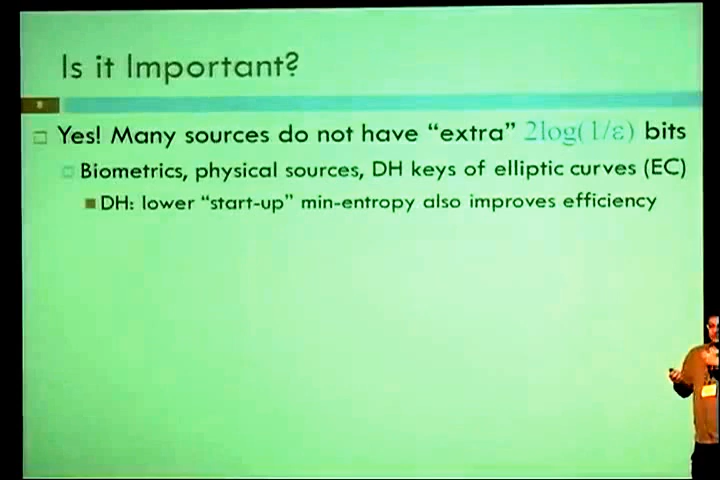 Is it Important?
8
Yes! Many sources do not have “extra” 2log(1/ε) bits
Biometrics, physical sources, DH keys of elliptic curves (EC)
DH: lower “start-up” min-entropy also improves efficiency